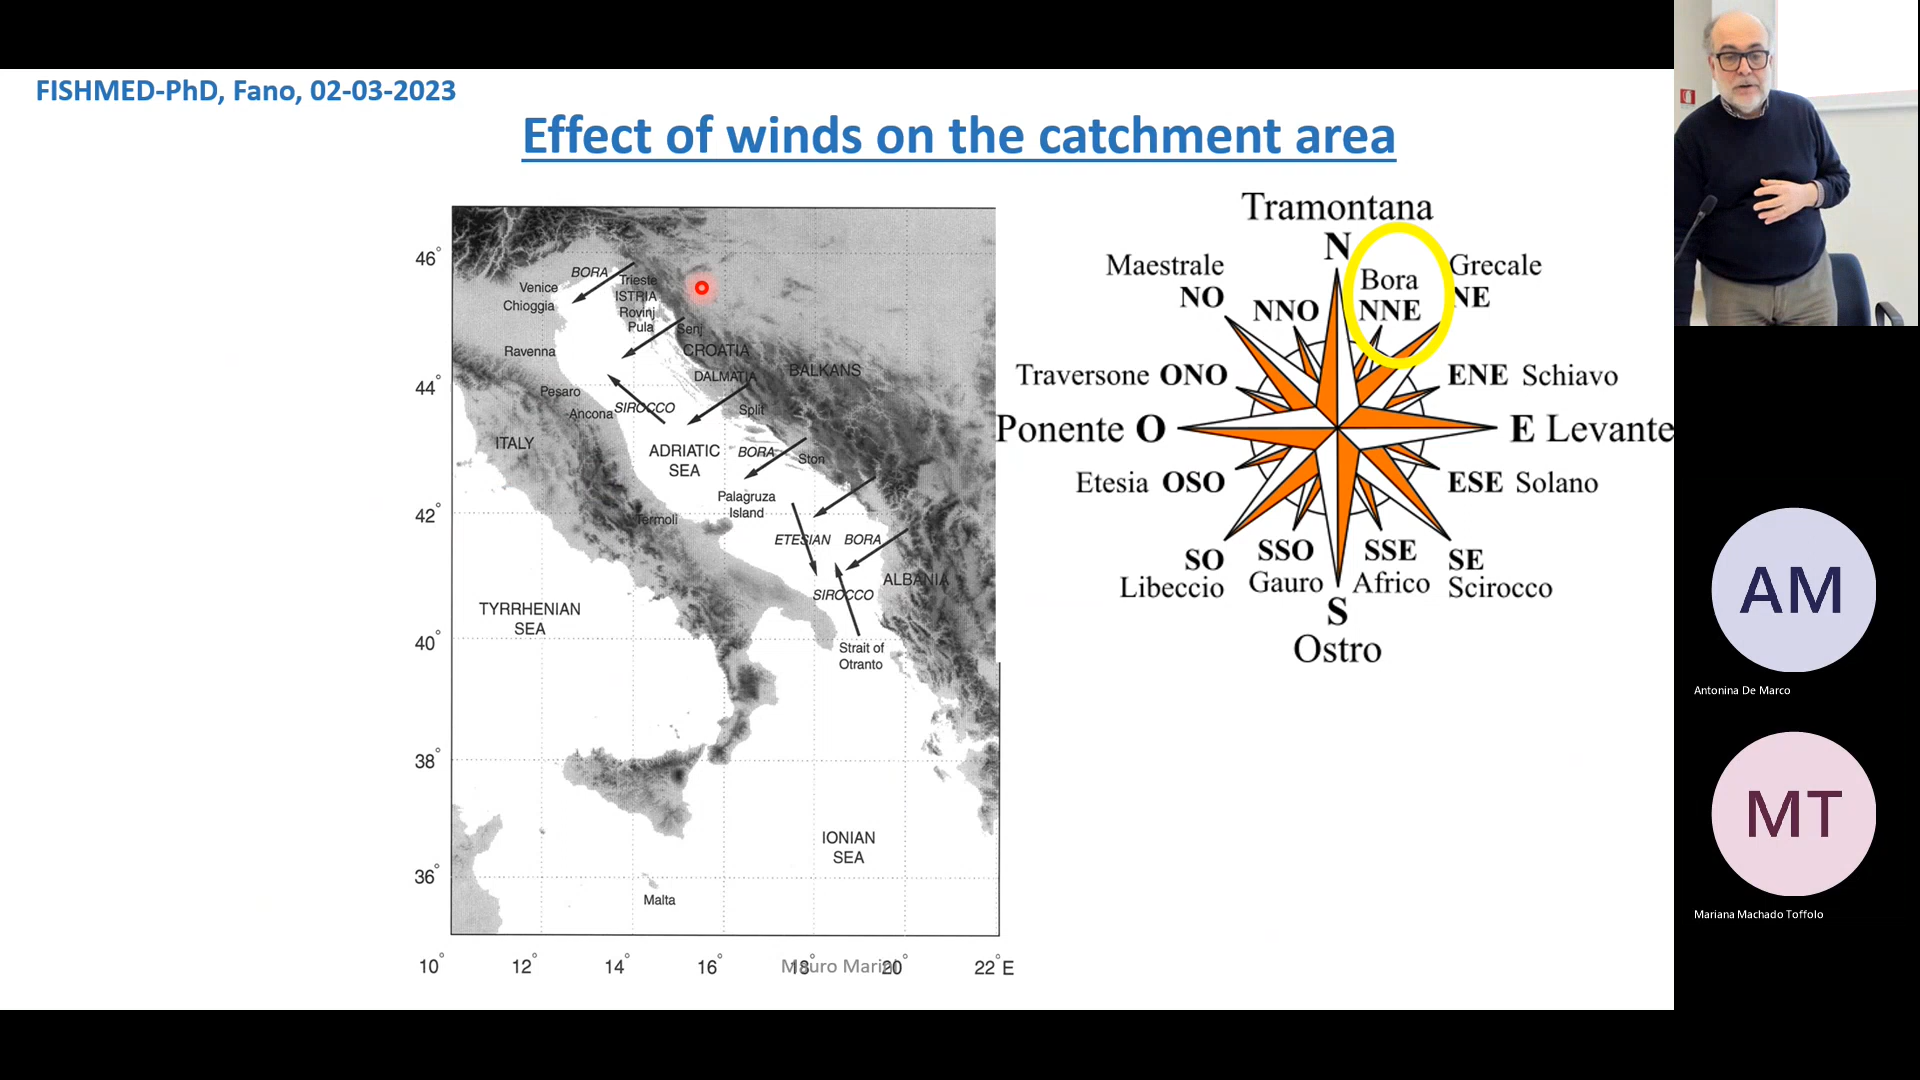 FISHMED-PhD, Fano, 02-03-2023
Effect of winds on the catchment area
46°
44°
42°
40°
38°
36°
10°
12°
14°
16°
18°
20°
22° E
BORA
Trieste
Venice
ISTRIA
Chioggia
Rovinj
Pula
Senj
Ravenna
CROATIA
BALKANS
DALMATIA
Pesaro
SIROCCO
Ancona
Split
ITALY
ADRIATIC
SEA
BORA
Ston
Palagruza
Island
Termoli
ETESIAN
BORA
ALBANIA
SIROCCO
TYRRHENIAN
SEA
Strait of
Otranto
IONIAN
SEA
Malta
Mauro Marini
Tramontana
N
Maestrale
NO
NNO
Bora
NNE
Grecale
NE
Traversone ONO
ENE Schiavo
Ponente O
E Levante
Etesia OSO
ESE Solano
SO
Libeccio
SSO
Gauro
SSE
Africo
SE
Scirocco
S
Ostro
AM
Antonina De Marco
MT
Mariana Machado Toffolo